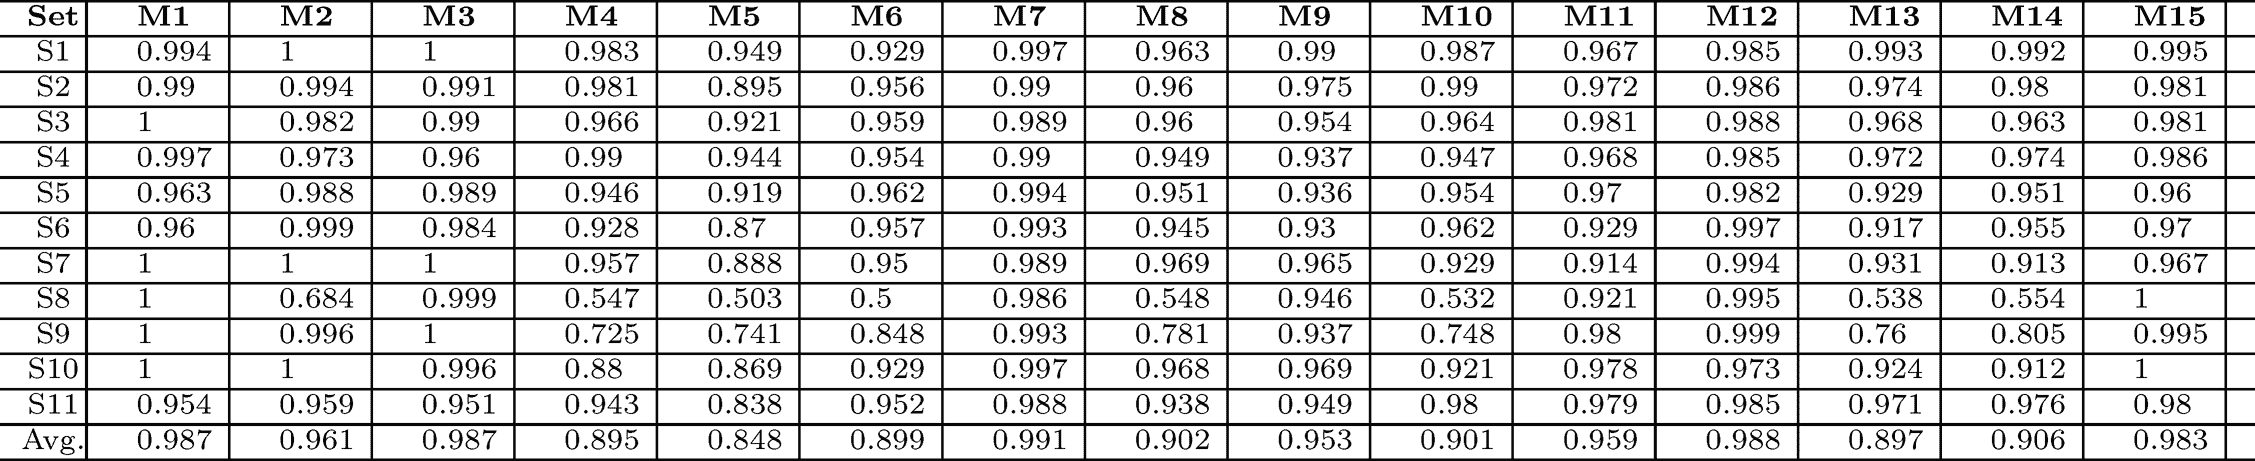 Set M1 M2 M3 M4 M5 M6 M7 M8 M9 M10 M11 M12 M13 M14 M15
S1 0.994 1 1 0.983 0.949 0.929 0.997 0.963 0.99 0.987 0.967 0.985 0.993 0.992 0.995
S2 0.99 0.994 0.991 0.981 0.895 0.956 0.99 0.96 0.975 0.99 0.972 0.986 0.974 0.98 0.981
S3 1 0.982 0.99 0.966 0.921 0.959 0.989 0.96 0.954 0.964 0.981 0.988 0.968 0.963 0.981
S4 0.997 0.973 0.96 0.99 0.944 0.954 0.99 0.949 0.937 0.947 0.968 0.985 0.972 0.974 0.986
S5 0.963 0.988 0.989 0.946 0.919 0.962 0.994 0.951 0.936 0.954 0.97 0.982 0.929 0.951 0.96
S6 0.96 0.999 0.984 0.928 0.87 0.957 0.993 0.945 0.93 0.962 0.929 0.997 0.917 0.955 0.97
S7 1 1 1 0.957 0.888 0.95 0.989 0.969 0.965 0.929 0.914 0.994 0.931 0.913 0.967
S8 1 0.684 0.999 0.547 0.503 0.5 0.986 0.548 0.946 0.532 0.921 0.995 0.538 0.554 1
S9 1 0.996 1 0.725 0.741 0.848 0.993 0.781 0.937 0.748 0.98 0.999 0.76 0.805 0.995
S10 1 1 0.996 0.88 0.869 0.929 0.997 0.968 0.969 0.921 0.978 0.973 0.924 0.912 1
S11 0.954 0.959 0.951 0.943 0.838 0.952 0.988 0.938 0.949 0.98 0.979 0.985 0.971 0.976 0.98
Avg. 0.987 0.961 0.987 0.895 0.848 0.899 0.991 0.902 0.953 0.901 0.959 0.988 0.897 0.906 0.983